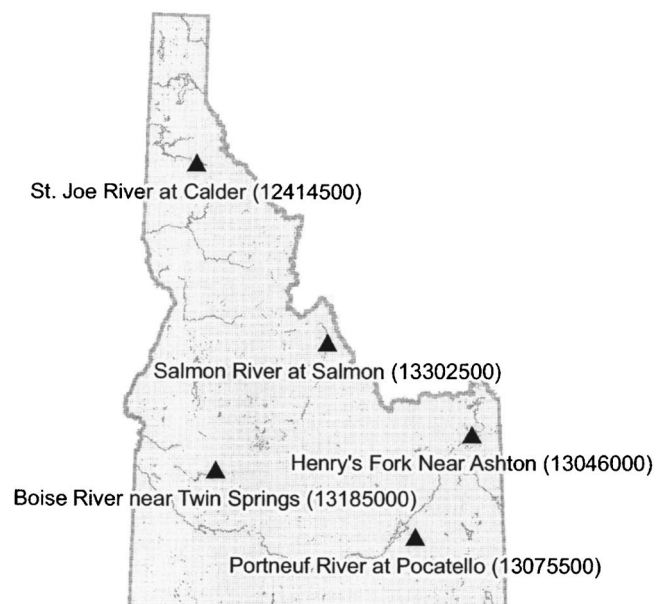 St. Joe River at Calder (12414500)
Salmon River at Salmon (13302500)
Henry's Fork Near Ashton (13046000)
Boise River near Twin Springs (13185000)
Portneuf River at Pocatello (13075500)